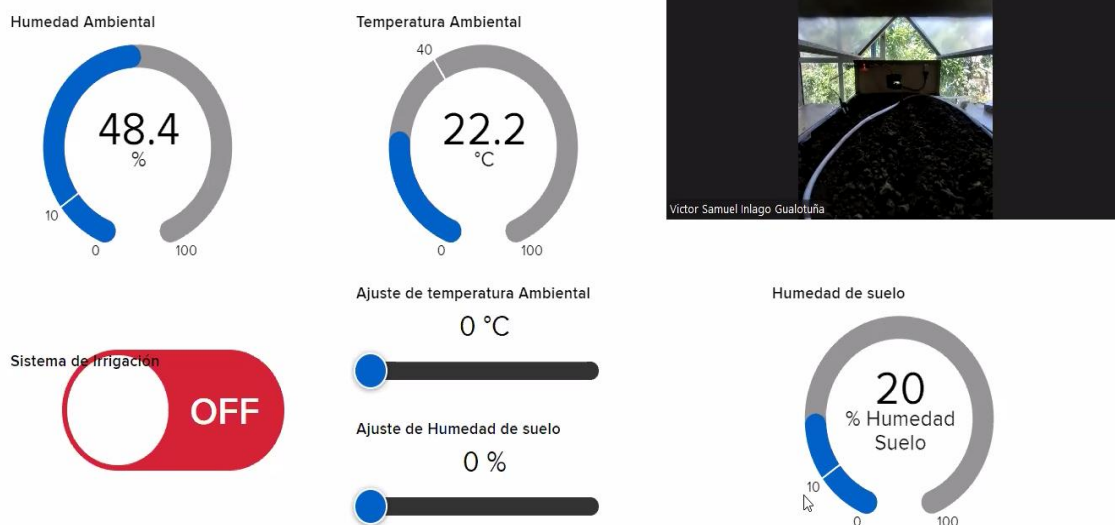 Humedad Ambiental
48.4
%
10
0
100
Temperatura Ambiental
40
22.2
°C
0
100
Victor Samuel Inlago Gualotuña
Sistema de Irrigación
OFF
Ajuste de temperatura Ambiental
0 °C
Ajuste de Humedad de suelo
0 %
Humedad de suelo
20
% Humedad
Suelo
10
0
100